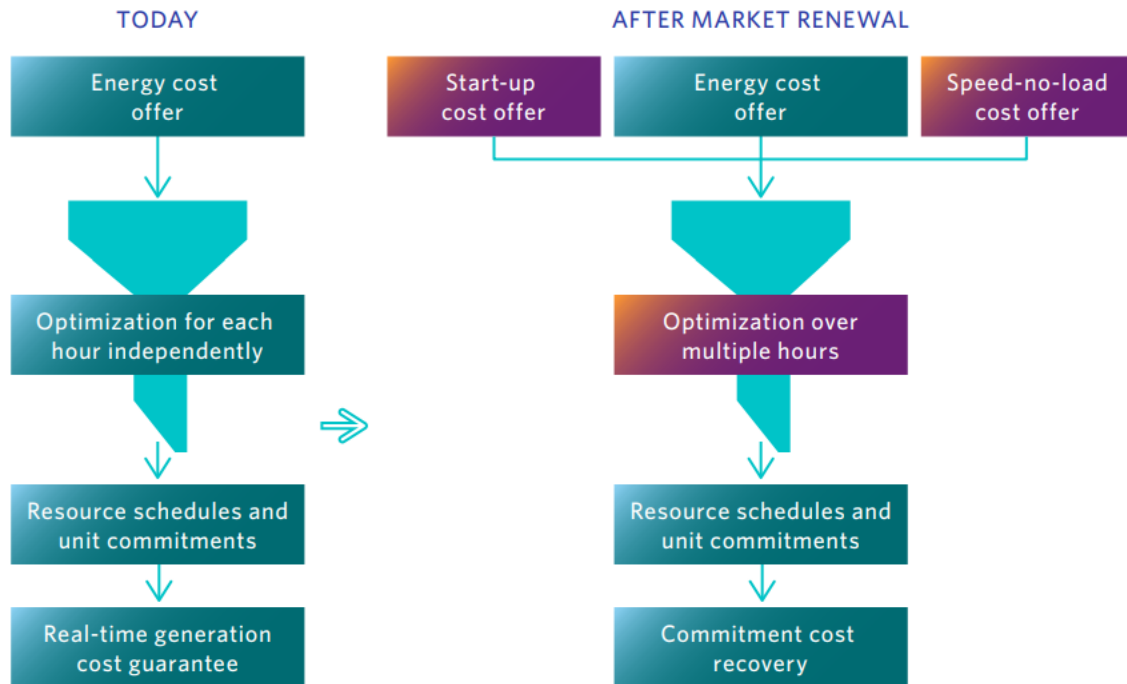 TODAY
Energy cost
offer
Optimization for each
hour independently
Resource schedules and
unit commitments
Real-time generation
cost guarantee
AFTER MARKET RENEWAL
Start-up
cost offer
Energy cost
offer
Speed-no-load
cost offer
Optimization over
multiple hours
Resource schedules and
unit commitments
Commitment cost
recovery